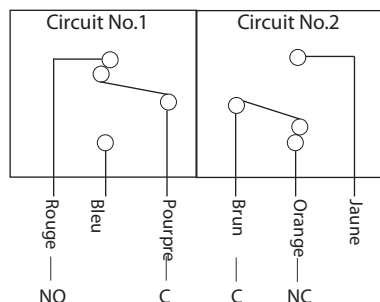 Circuit No.1
Circuit No.2
Rouge
Bleu
Pourpre
Brun
Orange
Jaune
NO
C
C
NC